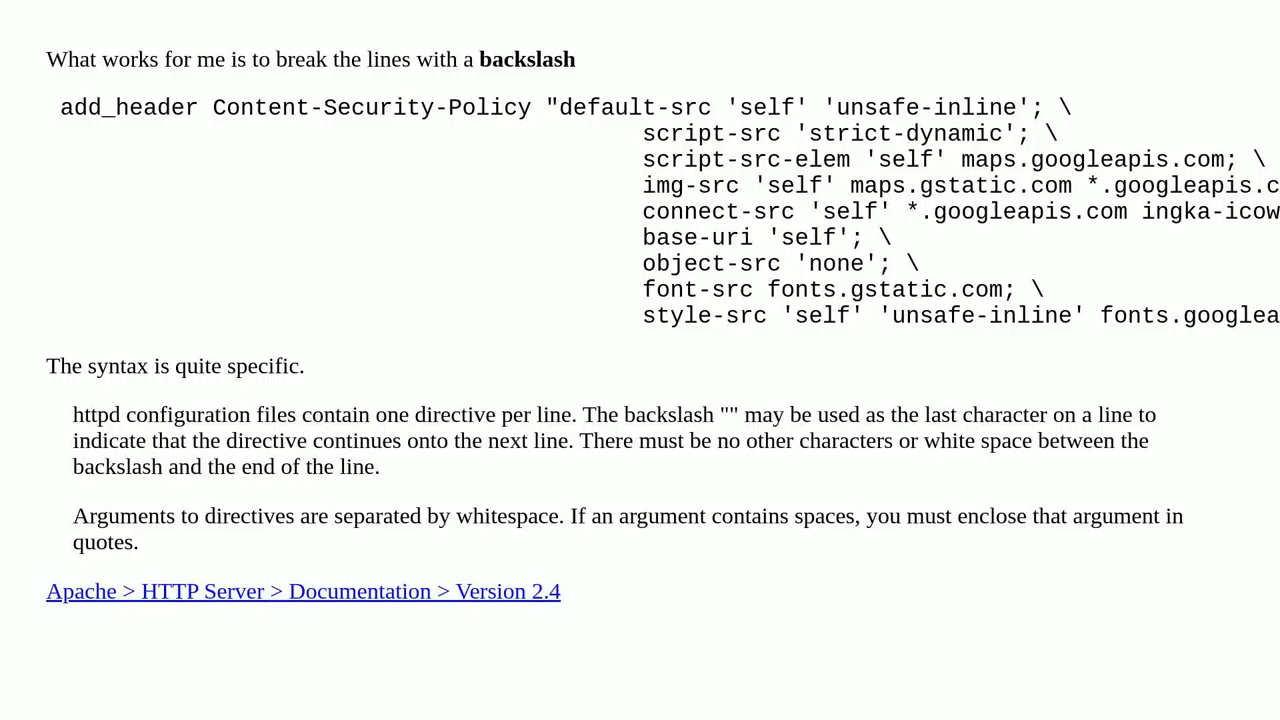 What works for me is to break the lines with a backslash
add_header Content-Security-Policy "default-src 'self' 'unsafe-inline'; \
script-src 'strict-dynamic'; \
script-src-elem 'self' maps.googleapis.com; \
img-src 'self' maps.gstatic.com *.googleapis.c
connect-src 'self' *.googleapis.com ingka-icow
base-uri 'self'; \
object-src 'none'; \
font-src fonts.gstatic.com; \
style-src 'self' 'unsafe-inline' fonts.googlea
The syntax is quite specific.
httpd configuration files contain one directive per line. The backslash "" may be used as the last character on a line to
indicate that the directive continues onto the next line. There must be no other characters or white space between the
backslash and the end of the line.
Arguments to directives are separated by whitespace. If an argument contains spaces, you must enclose that argument in
quotes.
Apache > HTTP Server > Documentation > Version 2.4